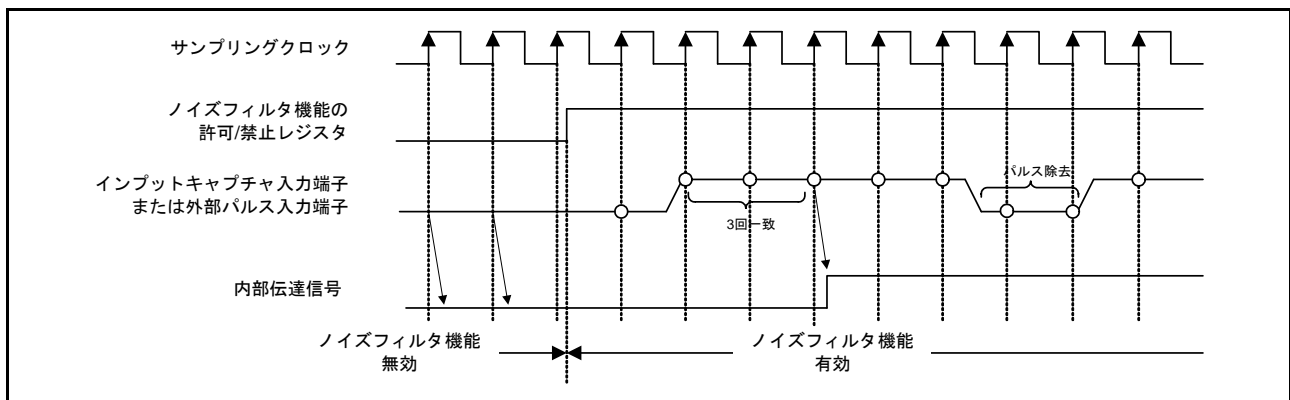 サンプリングクロック
ノイズフィルタ機能の
許可/禁止レジスタ
インプットキャプチャ入力端子
または外部パルス入力端子
パルス除去
3回一致
内部伝達信号
ノイズフィルタ機能
無効
ノイズフィルタ機能
有効